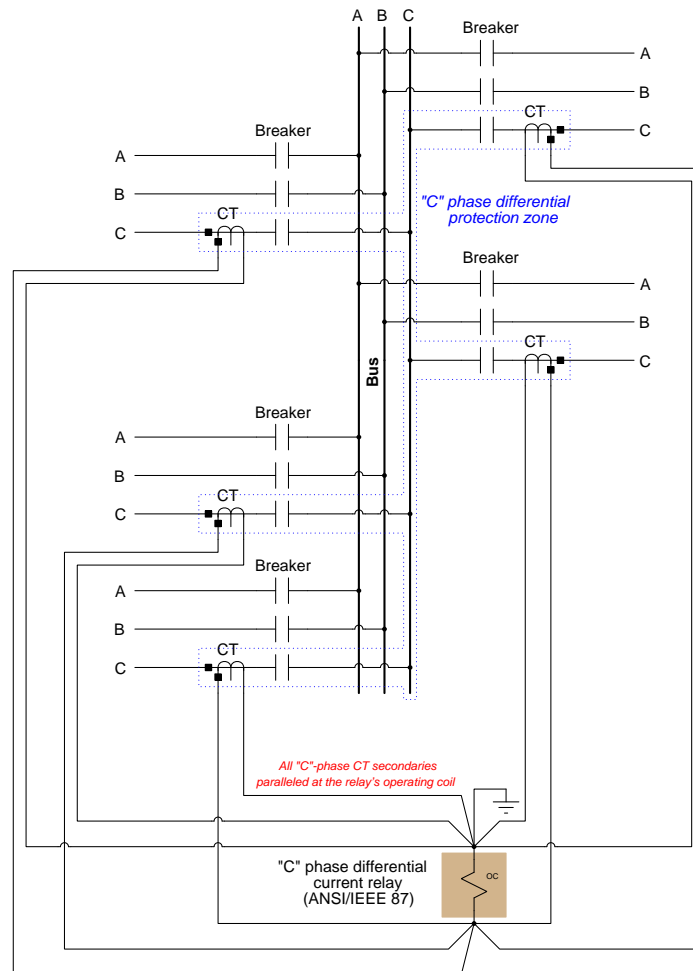 A B C
Breaker
A
B
CT
C
Breaker
A
B
CT
C
"C" phase differential
protection zone
Breaker
A
B
CT
C
Bus
Breaker
A
B
CT
C
Breaker
A
B
CT
C
All "C"-phase CT secondaries
paralleled at the relay's operating coil
"C" phase differential
current relay
(ANSI/IEEE 87)
OC